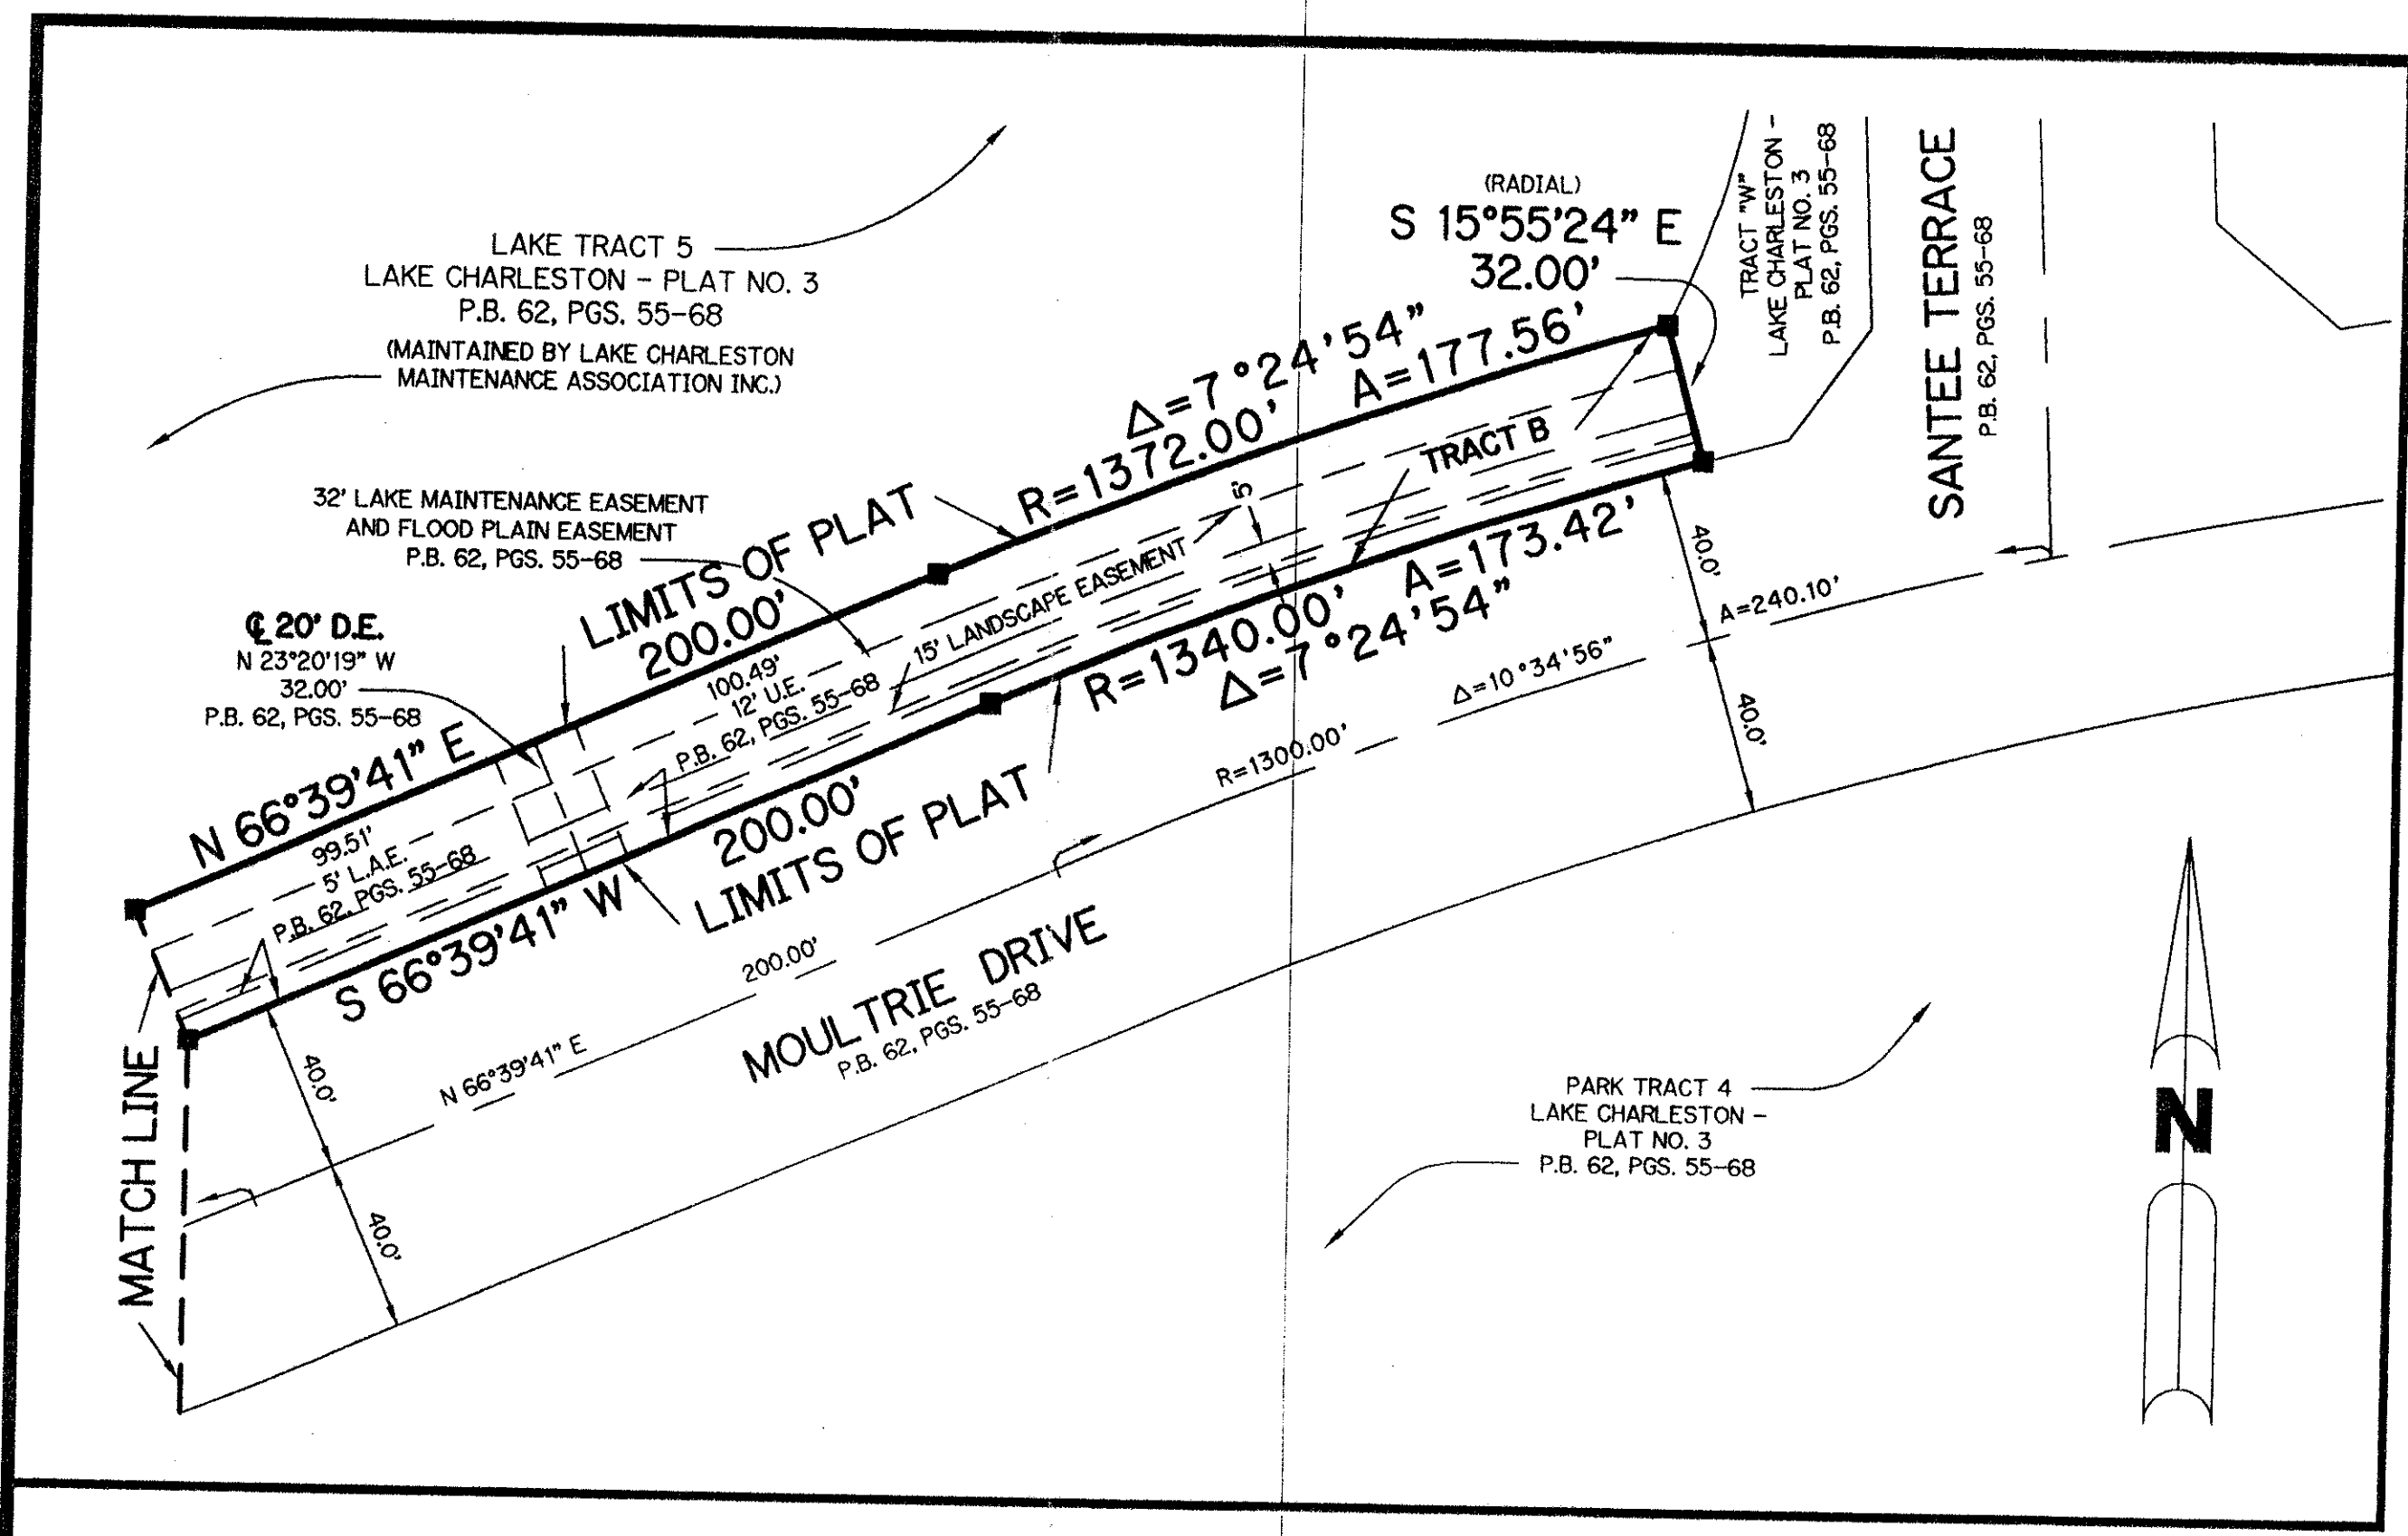 LAKE TRACT 5
LAKE CHARLESTON - PLAT NO. 3
P.B. 62, PGS. 55-68
(MAINTAINED BY LAKE CHARLESTON
MAINTENANCE ASSOCIATION INC.)
(RADIAL)
S 15°55'24" E
32.00'
TRACT "W"
LAKE CHARLESTON -
PLAT NO. 3
P.B. 62, PGS. 55-68
SANTEE TERRACE
P.B. 62, PGS. 55-68
Δ=7°24'54"
R=1372.00' A=177.56'
TRACT B
32' LAKE MAINTENANCE EASEMENT
AND FLOOD PLAIN EASEMENT
P.B. 62, PGS. 55-68
LIMITS OF PLAT
200.00'
5'
15' LANDSCAPE EASEMENT
℄ 20' D.E.
N 23°20'19" W
32.00'
P.B. 62, PGS. 55-68
100.49'
12' U.E.
P.B. 62, PGS. 55-68
N 66°39'41" E
99.51'
5' L.A.E.
P.B. 62, PGS. 55-68
R=1340.00' A=173.42'
Δ=7°24'54"
40.0'
A=240.10'
Δ=10°34'56"
R=1300.00'
40.0'
S 66°39'41" W
200.00'
LIMITS OF PLAT
200.00'
N 66°39'41" E
MOULTRIE DRIVE
P.B. 62, PGS. 55-68
40.0'
40.0'
MATCH LINE
PARK TRACT 4
LAKE CHARLESTON -
PLAT NO. 3
P.B. 62, PGS. 55-68
N